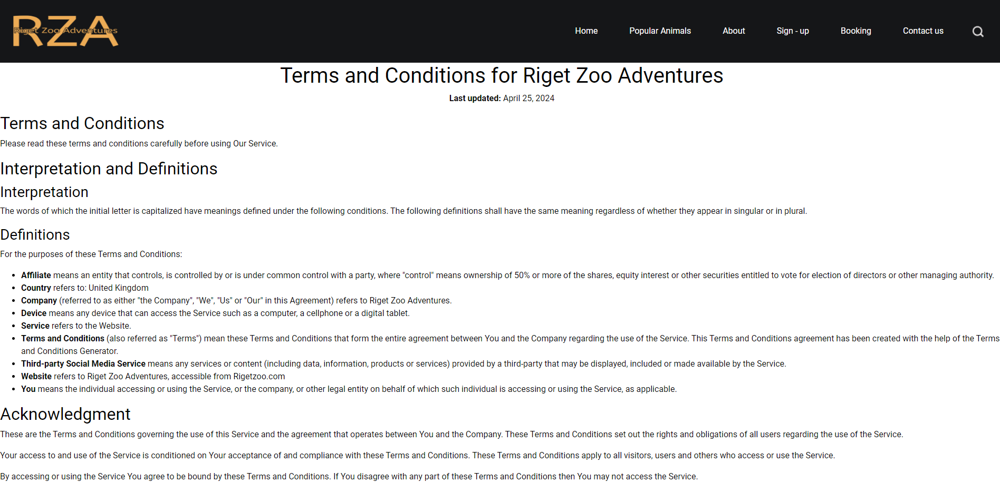 RZA
Riget Zoo Adventures
Home Popular Animals About Sign - up Booking Contact us
Terms and Conditions for Riget Zoo Adventures
Last updated: April 25, 2024
Terms and Conditions
Please read these terms and conditions carefully before using Our Service.
Interpretation and Definitions
Interpretation
The words of which the initial letter is capitalized have meanings defined under the following conditions. The following definitions shall have the same meaning regardless of whether they appear in singular or in plural.
Definitions
For the purposes of these Terms and Conditions:
• Affiliate means an entity that controls, is controlled by or is under common control with a party, where "control" means ownership of 50% or more of the shares, equity interest or other securities entitled to vote for election of directors or other managing authority.
• Country refers to: United Kingdom
• Company (referred to as either "the Company", "We", "Us" or "Our" in this Agreement) refers to Riget Zoo Adventures.
• Device means any device that can access the Service such as a computer, a cellphone or a digital tablet.
• Service refers to the Website.
• Terms and Conditions (also referred as "Terms") mean these Terms and Conditions that form the entire agreement between You and the Company regarding the use of the Service. This Terms and Conditions agreement has been created with the help of the Terms
and Conditions Generator.
• Third-party Social Media Service means any services or content (including data, information, products or services) provided by a third-party that may be displayed, included or made available by the Service.
• Website refers to Riget Zoo Adventures, accessible from Rigetzoo.com
• You means the individual accessing or using the Service, or the company, or other legal entity on behalf of which such individual is accessing or using the Service, as applicable.
Acknowledgment
These are the Terms and Conditions governing the use of this Service and the agreement that operates between You and the Company. These Terms and Conditions set out the rights and obligations of all users regarding the use of the Service.
Your access to and use of the Service is conditioned on Your acceptance of and compliance with these Terms and Conditions. These Terms and Conditions apply to all visitors, users and others who access or use the Service.
By accessing or using the Service You agree to be bound by these Terms and Conditions. If You disagree with any part of these Terms and Conditions then You may not access the Service.